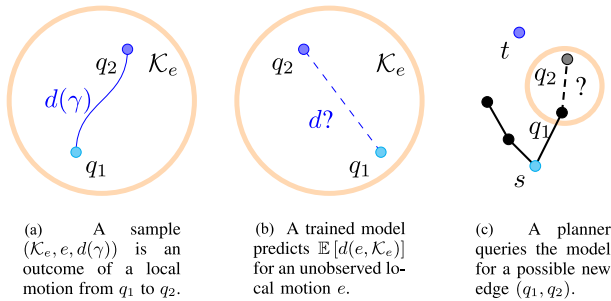 q₂ 𝒦ₑ
d(γ)
q₁
q₂ 𝒦ₑ
d?
q₁
t
q₂ ?
q₁
s
(a) A sample
(𝒦ₑ, e, d(γ)) is an
outcome of a local
motion from q₁ to q₂.
(b) A trained model
predicts 𝔼 [d(e, 𝒦ₑ)]
for an unobserved lo-
cal motion e.
(c) A planner
queries the model
for a possible new
edge (q₁, q₂).